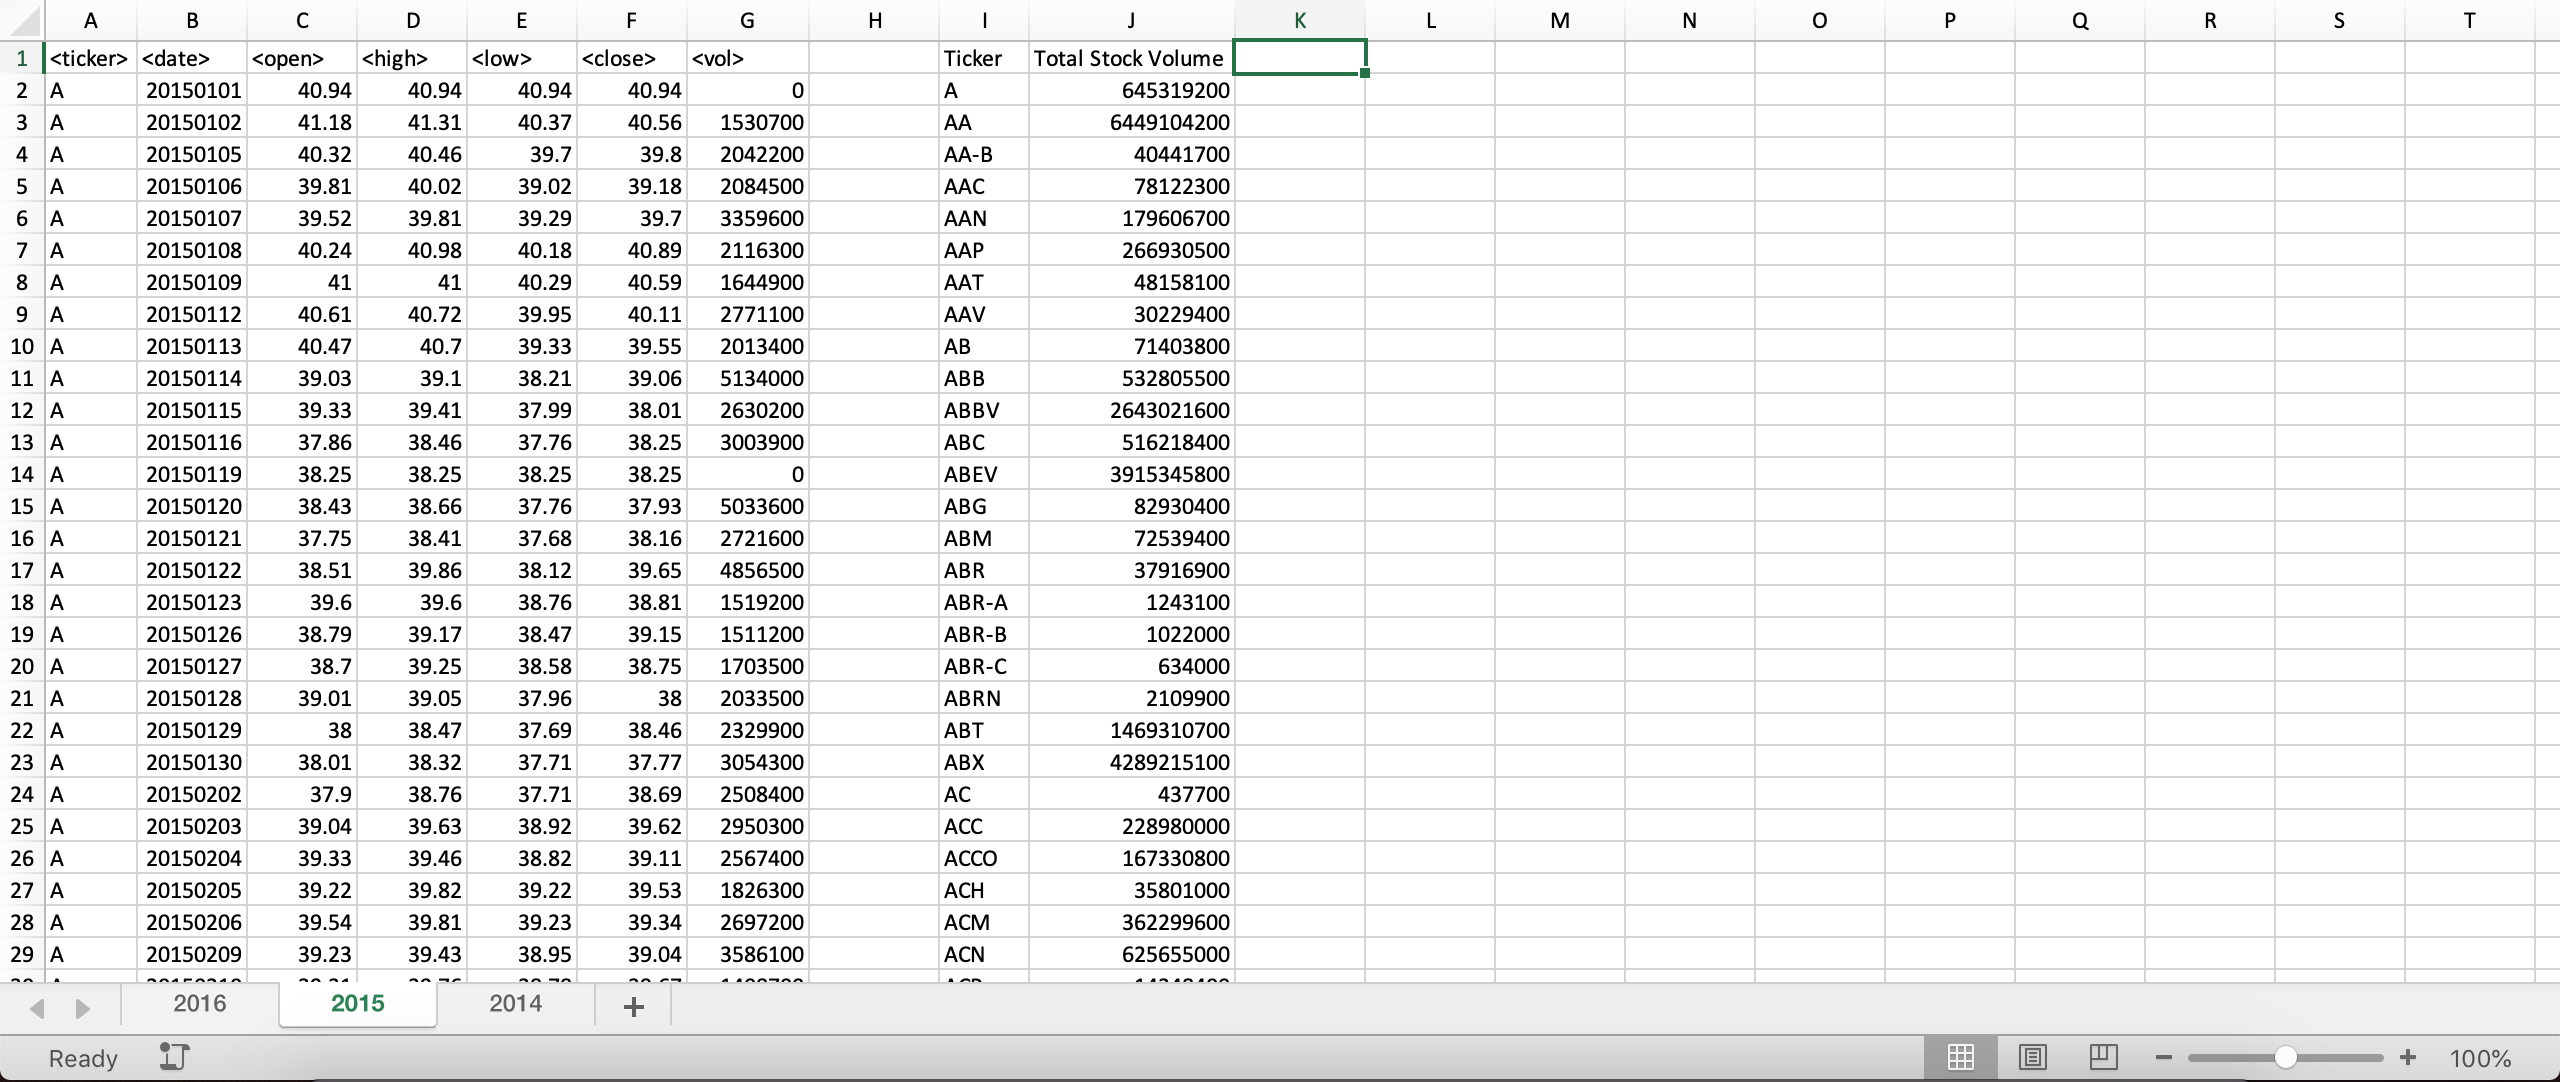 A B C D E F G H I J K L M N O P Q R S T
1 <ticker> <date> <open> <high> <low> <close> <vol> Ticker Total Stock Volume
2 A 20150101 40.94 40.94 40.94 40.94 0 A 645319200
3 A 20150102 41.18 41.31 40.37 40.56 1530700 AA 6449104200
4 A 20150105 40.32 40.46 39.7 39.8 2042200 AA-B 40441700
5 A 20150106 39.81 40.02 39.02 39.18 2084500 AAC 78122300
6 A 20150107 39.52 39.81 39.29 39.7 3359600 AAN 179606700
7 A 20150108 40.24 40.98 40.18 40.89 2116300 AAP 266930500
8 A 20150109 41 41 40.29 40.59 1644900 AAT 48158100
9 A 20150112 40.61 40.72 39.95 40.11 2771100 AAV 30229400
10 A 20150113 40.47 40.7 39.33 39.55 2013400 AB 71403800
11 A 20150114 39.03 39.1 38.21 39.06 5134000 ABB 532805500
12 A 20150115 39.33 39.41 37.99 38.01 2630200 ABBV 2643021600
13 A 20150116 37.86 38.46 37.76 38.25 3003900 ABC 516218400
14 A 20150119 38.25 38.25 38.25 38.25 0 ABEV 3915345800
15 A 20150120 38.43 38.66 37.76 37.93 5033600 ABG 82930400
16 A 20150121 37.75 38.41 37.68 38.16 2721600 ABM 72539400
17 A 20150122 38.51 39.86 38.12 39.65 4856500 ABR 37916900
18 A 20150123 39.6 39.6 38.76 38.81 1519200 ABR-A 1243100
19 A 20150126 38.79 39.17 38.47 39.15 1511200 ABR-B 1022000
20 A 20150127 38.7 39.25 38.58 38.75 1703500 ABR-C 634000
21 A 20150128 39.01 39.05 37.96 38 2033500 ABRN 2109900
22 A 20150129 38 38.47 37.69 38.46 2329900 ABT 1469310700
23 A 20150130 38.01 38.32 37.71 37.77 3054300 ABX 4289215100
24 A 20150202 37.9 38.76 37.71 38.69 2508400 AC 437700
25 A 20150203 39.04 39.63 38.92 39.62 2950300 ACC 228980000
26 A 20150204 39.33 39.46 38.82 39.11 2567400 ACCO 167330800
27 A 20150205 39.22 39.82 39.22 39.53 1826300 ACH 35801000
28 A 20150206 39.54 39.81 39.23 39.34 2697200 ACM 362299600
29 A 20150209 39.23 39.43 38.95 39.04 3586100 ACN 625655000
2016 2015 2014 +
Ready 100%